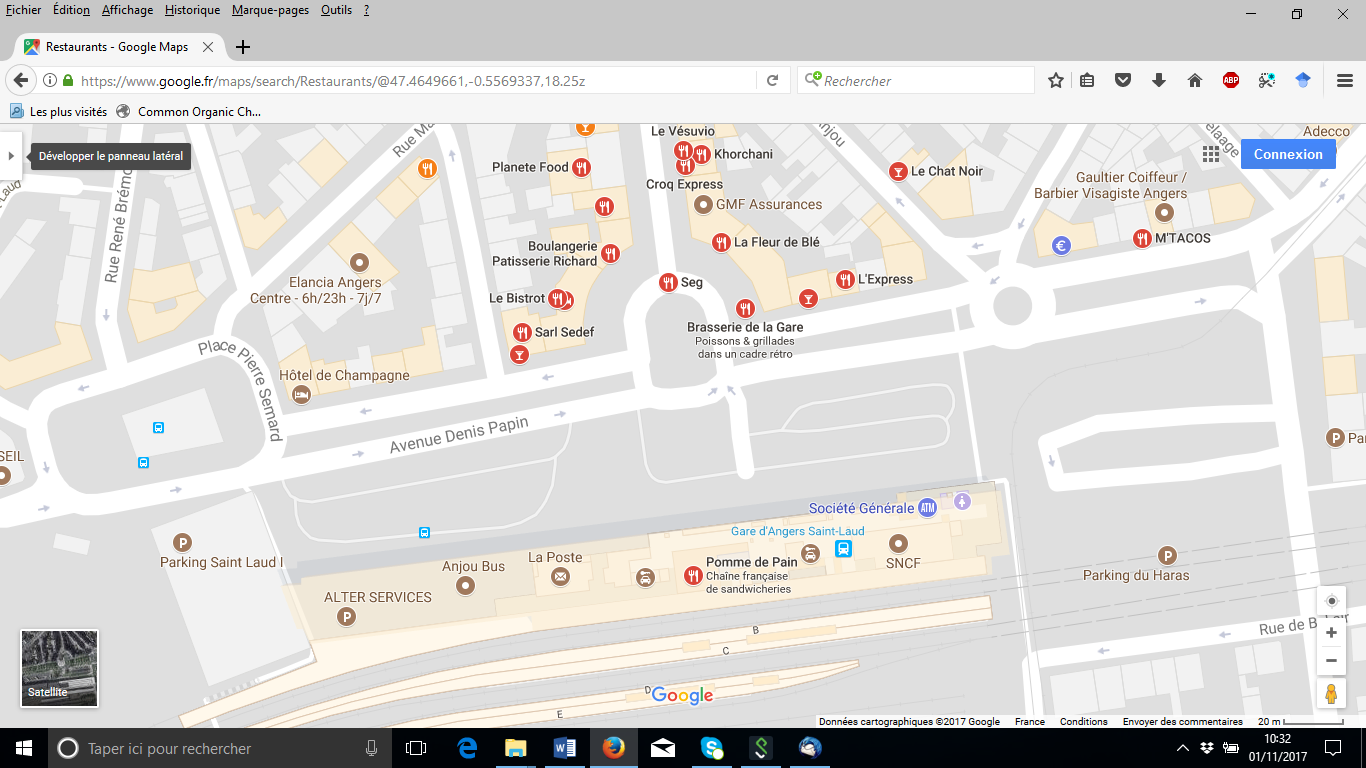 Fichier Édition Affichage Historique Marque-pages Outils ?
Restaurants - Google Maps
https://www.google.fr/maps/search/Restaurants/@47.4649661,-0.5569337,18.25z
Rechercher
ABP
Les plus visités
Common Organic Ch...
Développer le panneau latéral
Connexion
Adecco
Rue René Brémo
Rue Ma
Le Vésuvio
Khorchani
Planete Food
Croq Express
GMF Assurances
Le Chat Noir
Gaultier Coiffeur /
Barbier Visagiste Angers
M'TACOS
La Fleur de Blé
Boulangerie
Patisserie Richard
Elancia Angers
Centre - 6h/23h - 7j/7
Le Bistrot
Seg
L'Express
Sarl Sedef
Brasserie de la Gare
Poissons & grillades
dans un cadre rétro
Place Pierre Semard
Hôtel de Champagne
Avenue Denis Papin
SEIL
P
Par
Société Générale
ATM
Gare d'Angers Saint-Laud
P
Parking Saint Laud I
La Poste
Anjou Bus
Pomme de Pain
Chaîne française
de sandwicheries
SNCF
P
Parking du Haras
ALTER SERVICES
P
B
C
D
E
Rue de B
Satellite
Google
Données cartographiques ©2017 Google France Conditions Envoyer des commentaires 20 m
Taper ici pour rechercher
10:32
01/11/2017